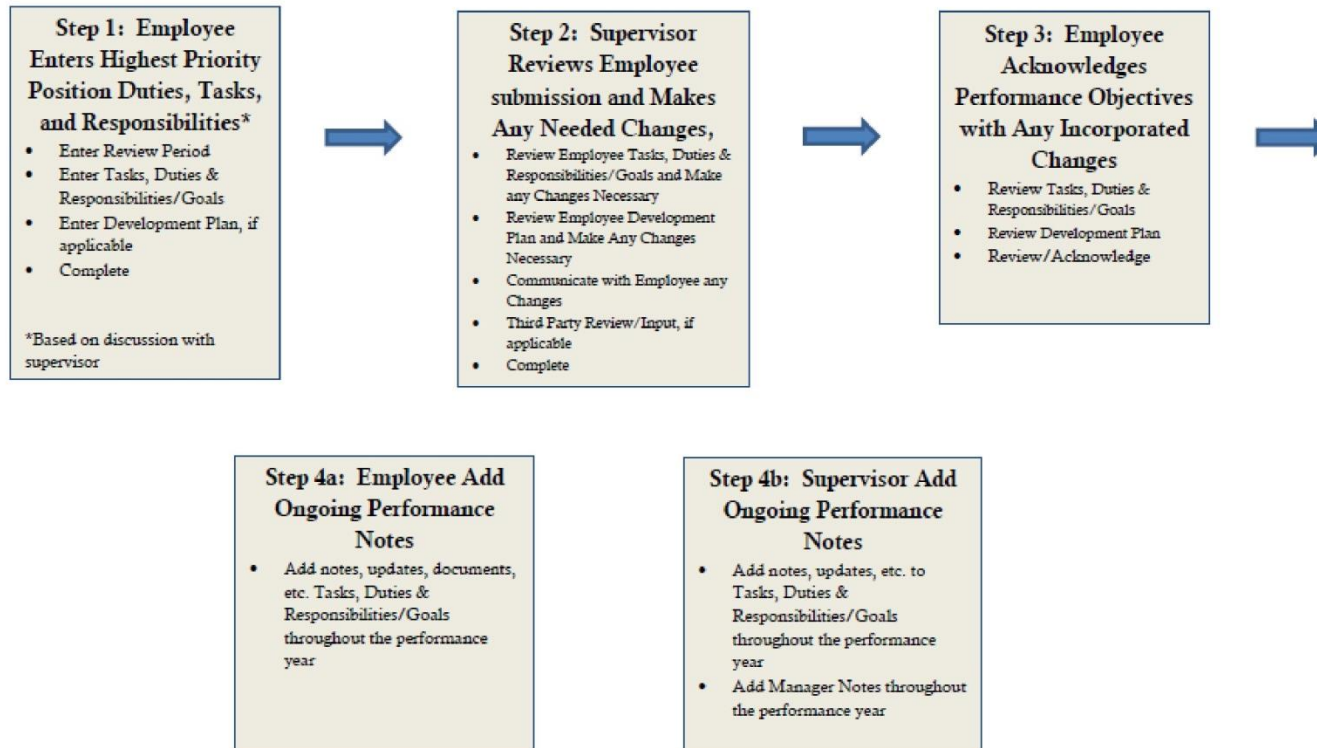 Step 1: Employee
Enters Highest Priority
Position Duties, Tasks,
and Responsibilities*
• Enter Review Period
• Enter Tasks, Duties &
Responsibilities/Goals
• Enter Development Plan, if
applicable
• Complete
*Based on discussion with
supervisor
Step 2: Supervisor
Reviews Employee
submission and Makes
Any Needed Changes,
• Review Employee Tasks, Duties &
Responsibilities/Goals and Make
any Changes Necessary
• Review Employee Development
Plan and Make Any Changes
Necessary
• Communicate with Employee any
Changes
• Third Party Review/Input, if
applicable
• Complete
Step 3: Employee
Acknowledges
Performance Objectives
with Any Incorporated
Changes
• Review Tasks, Duties &
Responsibilities/Goals
• Review Development Plan
• Review/Acknowledge
Step 4a: Employee Add
Ongoing Performance
Notes
• Add notes, updates, documents,
etc. Tasks, Duties &
Responsibilities/Goals
throughout the performance
year
Step 4b: Supervisor Add
Ongoing Performance
Notes
• Add notes, updates, etc. to
Tasks, Duties &
Responsibilities/Goals
throughout the performance
year
• Add Manager Notes throughout
the performance year